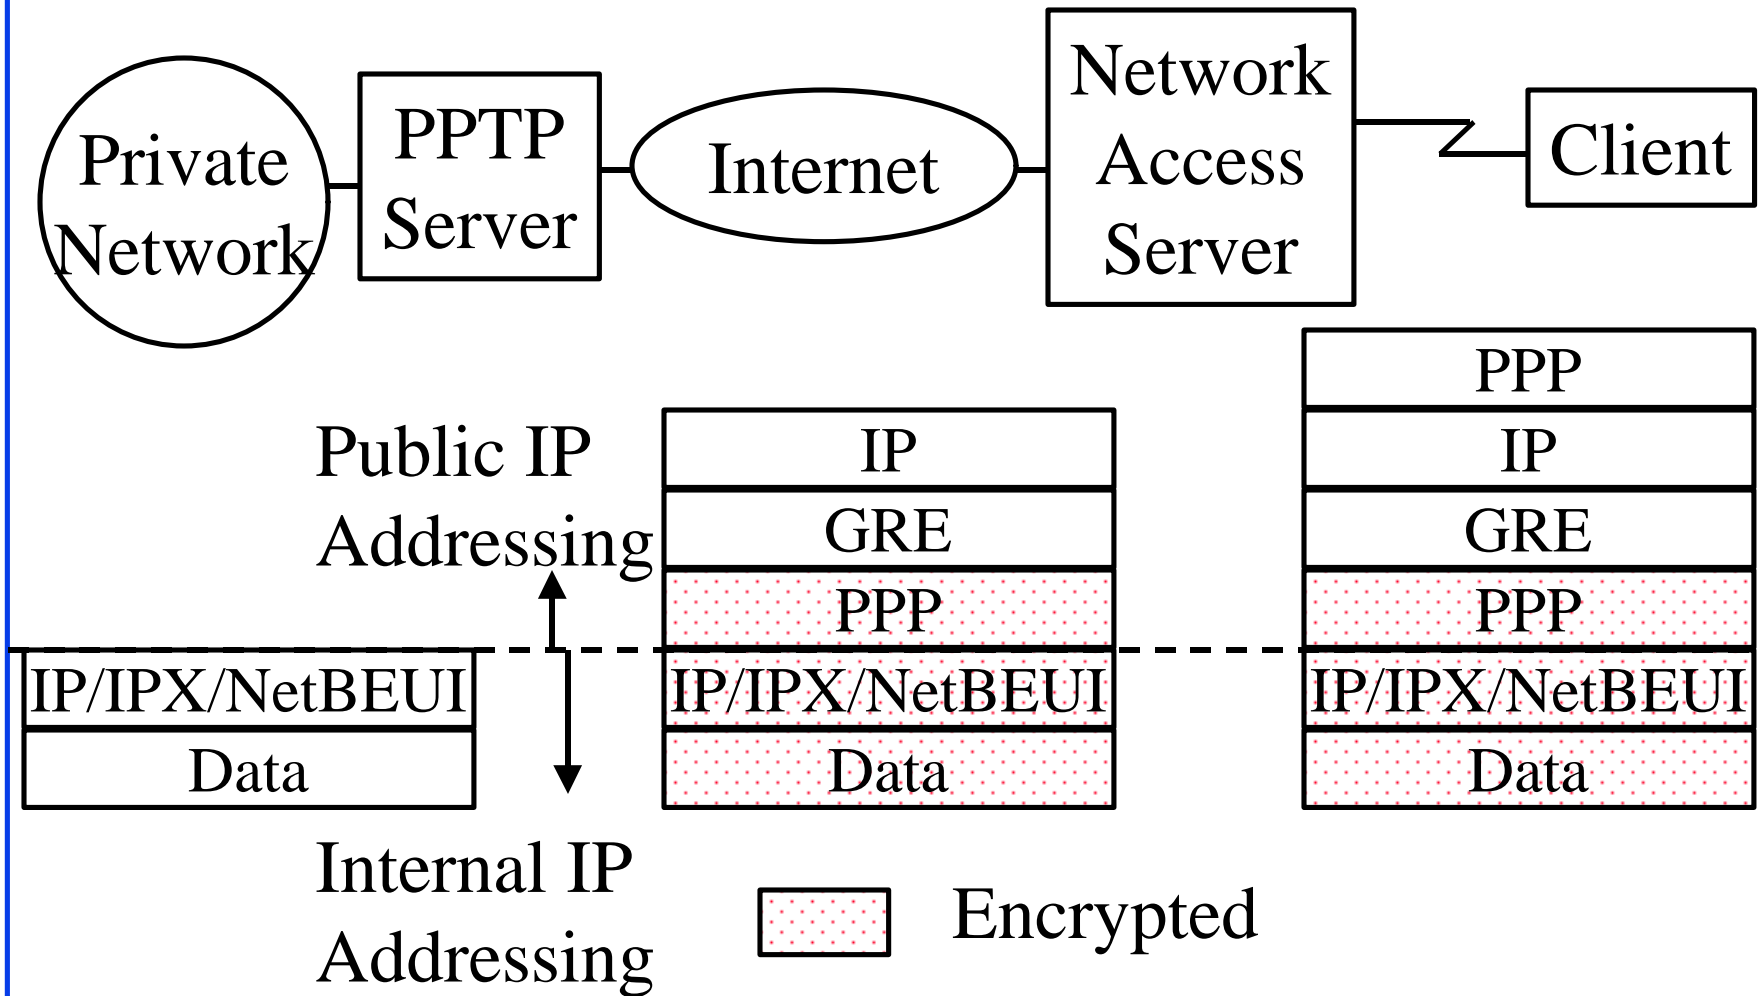 Private
Network
PPTP
Server
Internet
Network
Access
Server
Client
Public IP
Addressing
IP/IPX/NetBEUI
Data
Internal IP
Addressing
IP
GRE
PPP
IP/IPX/NetBEUI
Data
PPP
IP
GRE
PPP
IP/IPX/NetBEUI
Data
Encrypted